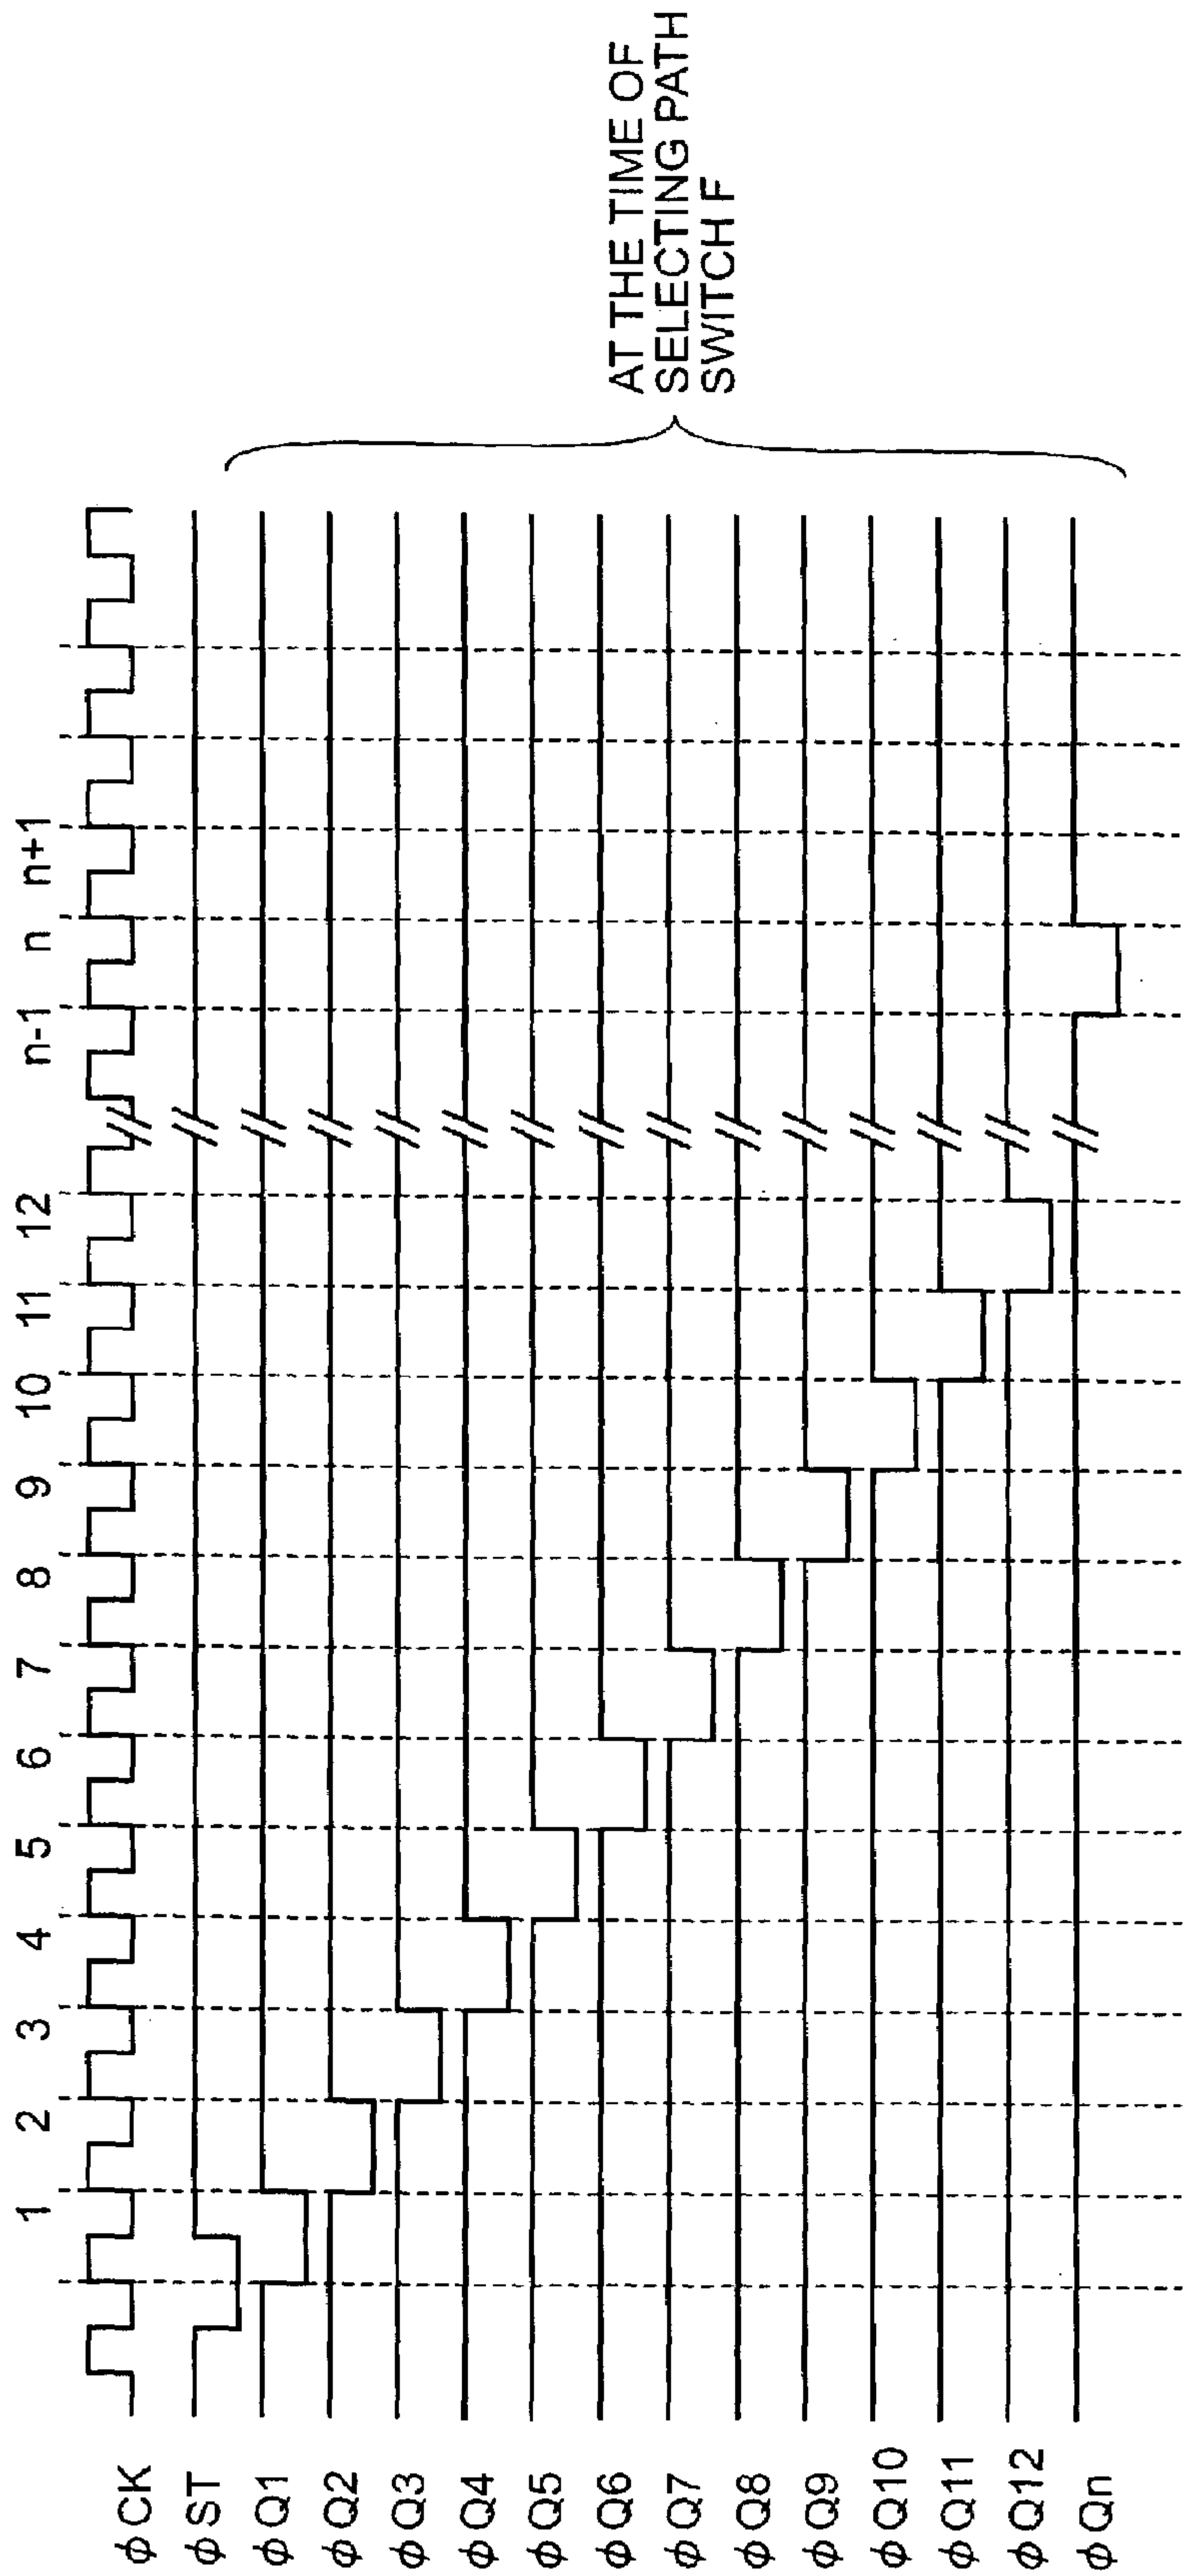 1 2 3 4 5 6 7 8 9 10 11 12 n-1 n n+1
φCK
φST
φQ1
φQ2
φQ3
φQ4
φQ5
φQ6
φQ7
φQ8
φQ9
φQ10
φQ11
φQ12
φQn
AT THE TIME OF
SELECTING PATH
SWITCH F